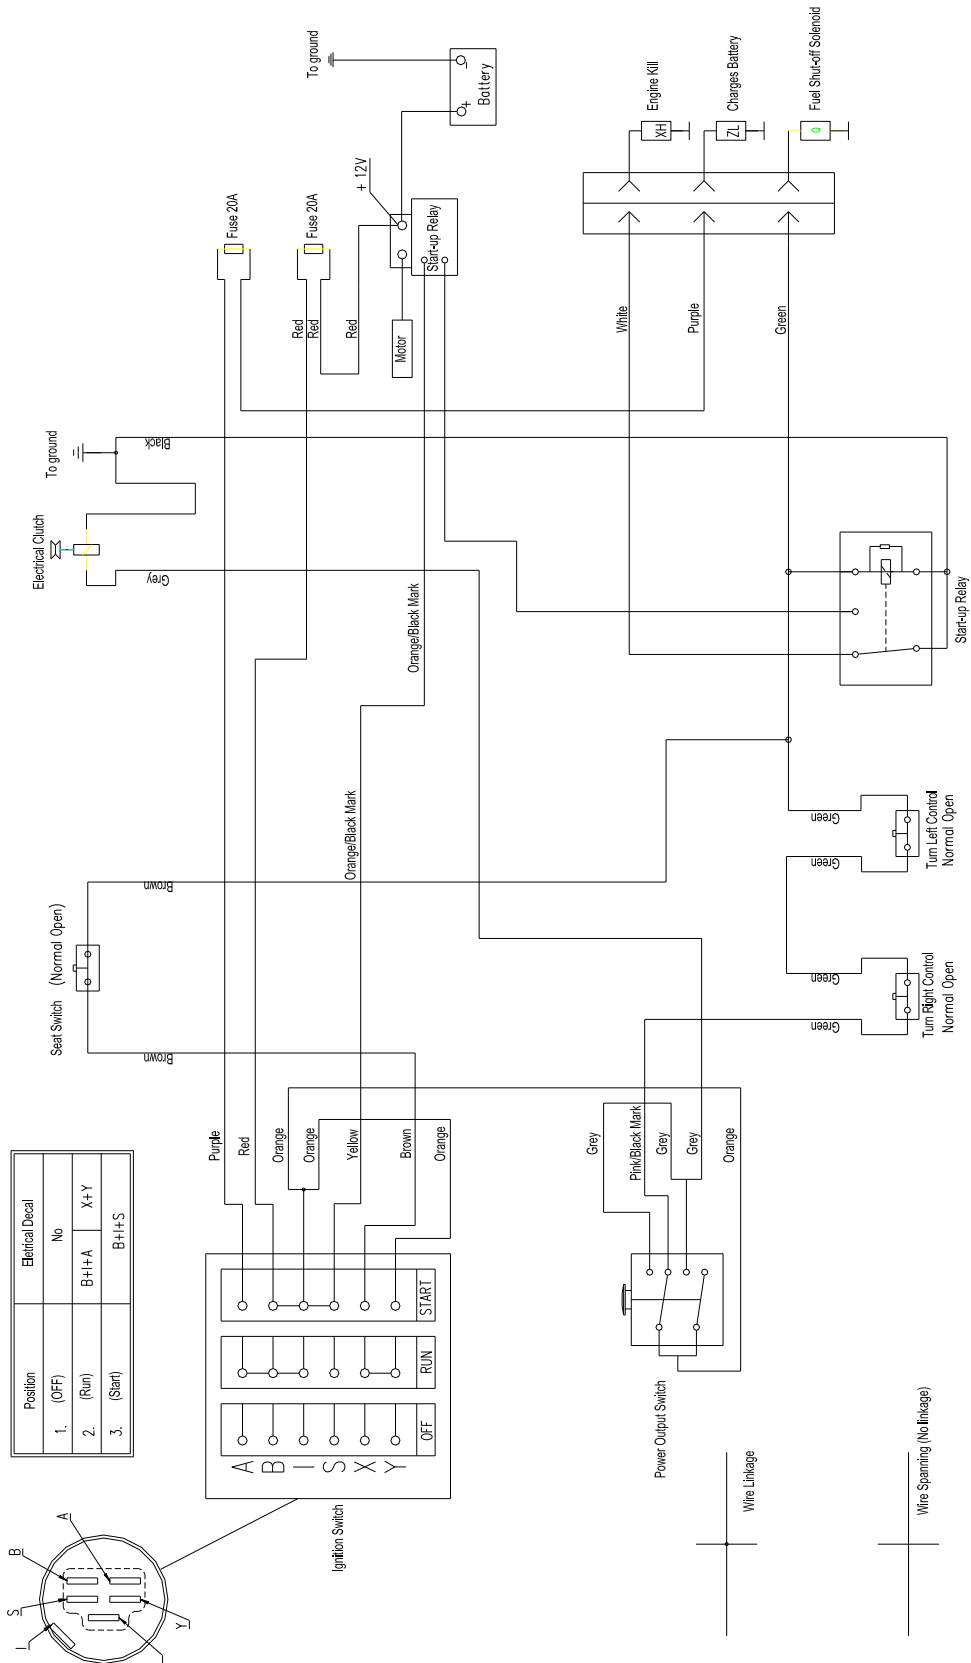 To ground
Battery
+
-
+ 12V
Fuse 20A
Fuse 20A
Start-up Relay
Motor
Red
Red
Red
Engine Kill
XH
Charges Battery
ZL
Fuel Shut-off Solenoid
Q
White
Purple
Green
To ground
Black
Electrical Clutch
Grey
Orange/Black Mark
Orange/Black Mark
Start-up Relay
Seat Switch (Normal Open)
Brown
Brown
Green
Green
Turn Left Control
Normal Open
Green
Green
Turn Right Control
Normal Open
Purple
Red
Orange
Orange
Yellow
Brown
Orange
Grey
Pink/Black Mark
Grey
Grey
Orange
Position Eletrical Decal
1. (OFF) No
2. (Run) B+I+A X+Y
3. (Start) B+I+S
START
RUN
OFF
A B I S X Y
Ignition Switch
Power Output Switch
Wire Linkage
Wire Spanning (No linkage)
A
B
S
I
Y